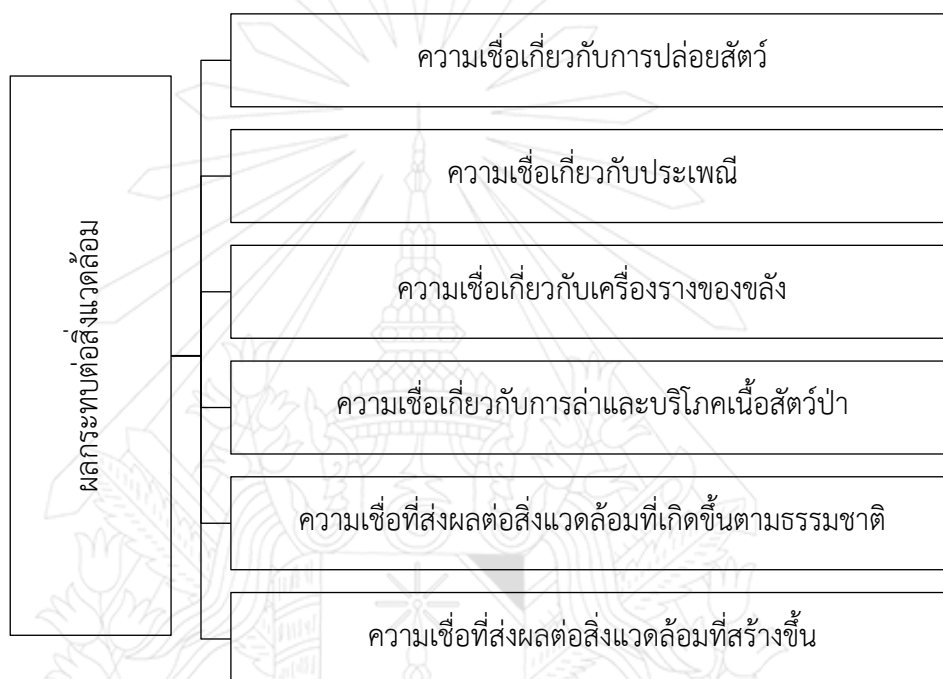 ผลกระทบต่อสิ่งแวดล้อม
ความเชื่อเกี่ยวกับการปล่อยสัตว์
ความเชื่อเกี่ยวกับประเพณี
ความเชื่อเกี่ยวกับเครื่องรางของขลัง
ความเชื่อเกี่ยวกับการล่าและบริโภคเนื้อสัตว์ป่า
ความเชื่อที่ส่งผลต่อสิ่งแวดล้อมที่เกิดขึ้นตามธรรมชาติ
ความเชื่อที่ส่งผลต่อสิ่งแวดล้อมที่สร้างขึ้น